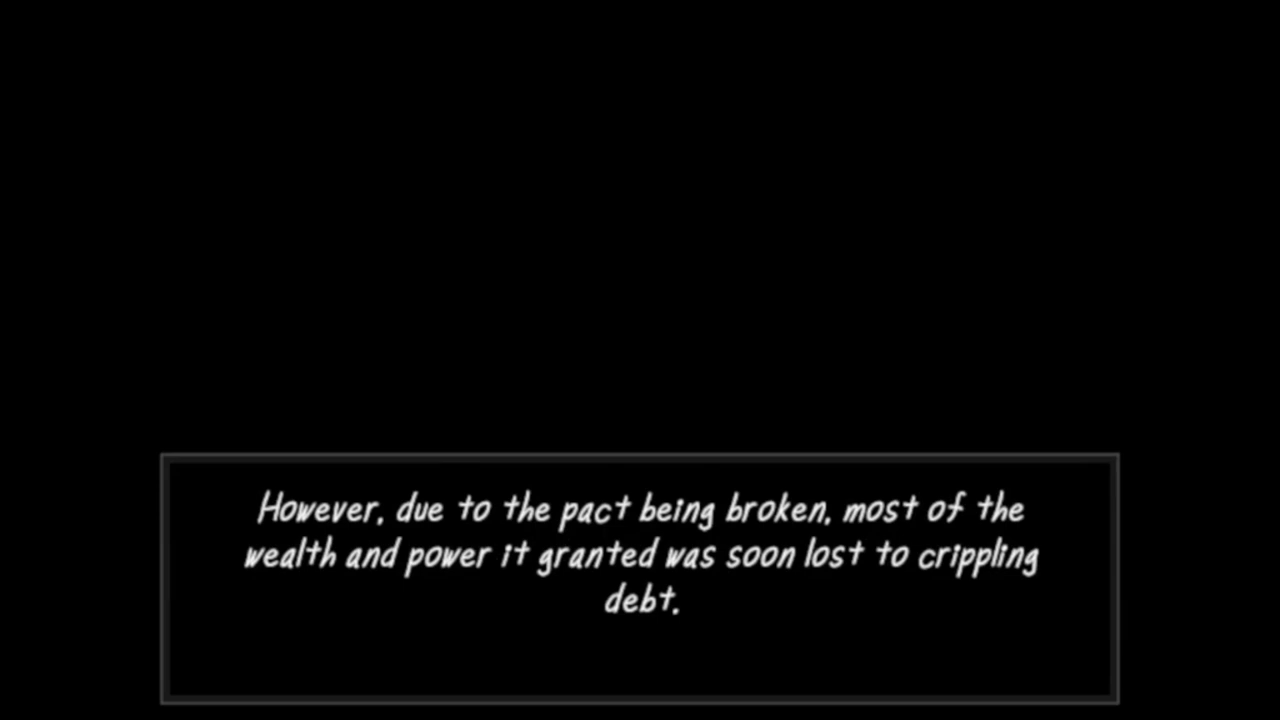 However, due to the pact being broken, most of the
wealth and power it granted was soon lost to crippling
debt.